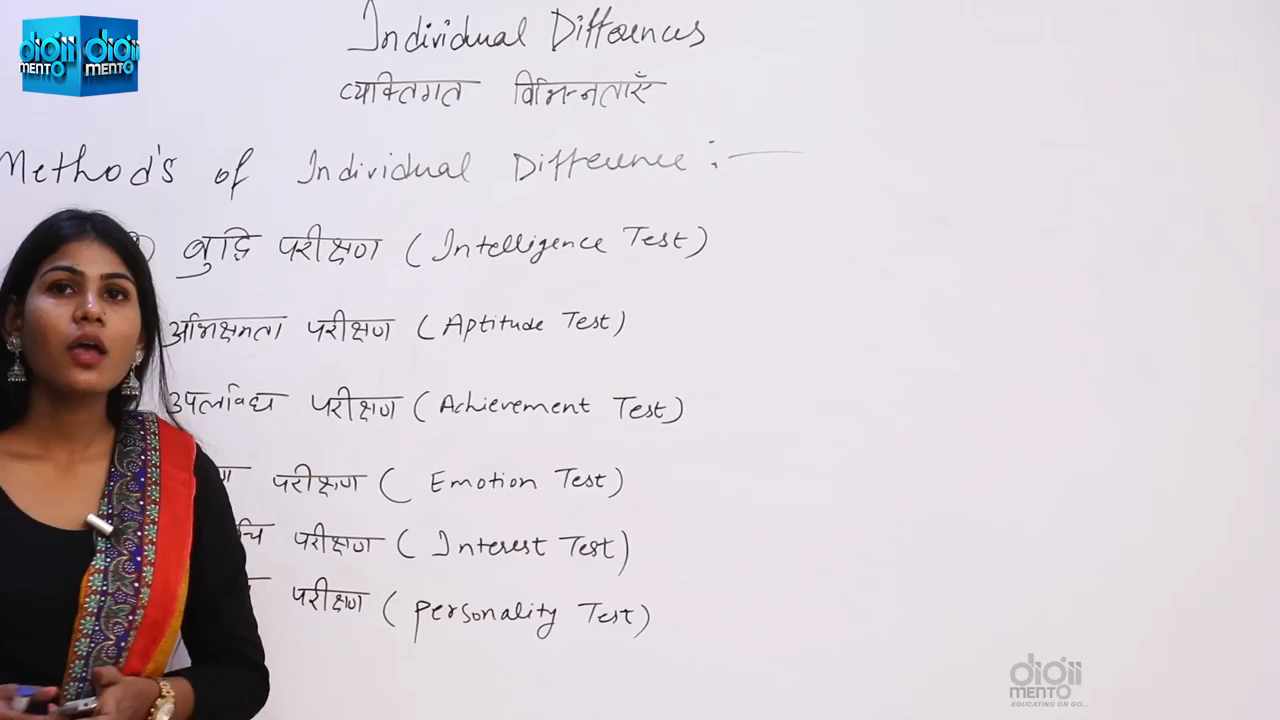 digii digii
MENTO MENTO
Individual Differences
व्यक्तिगत विभिन्नताएँ
Method's of Individual Difference :—
बुद्धि परीक्षण ( Intelligence Test )
अभिक्षमता परीक्षण ( Aptitude Test )
उपलब्धि परीक्षण ( Achievement Test )
परीक्षण ( Emotion Test )
परीक्षण ( Interest Test )
परीक्षण ( personality Test )
digii
MENTO
EDUCATING ON GO...